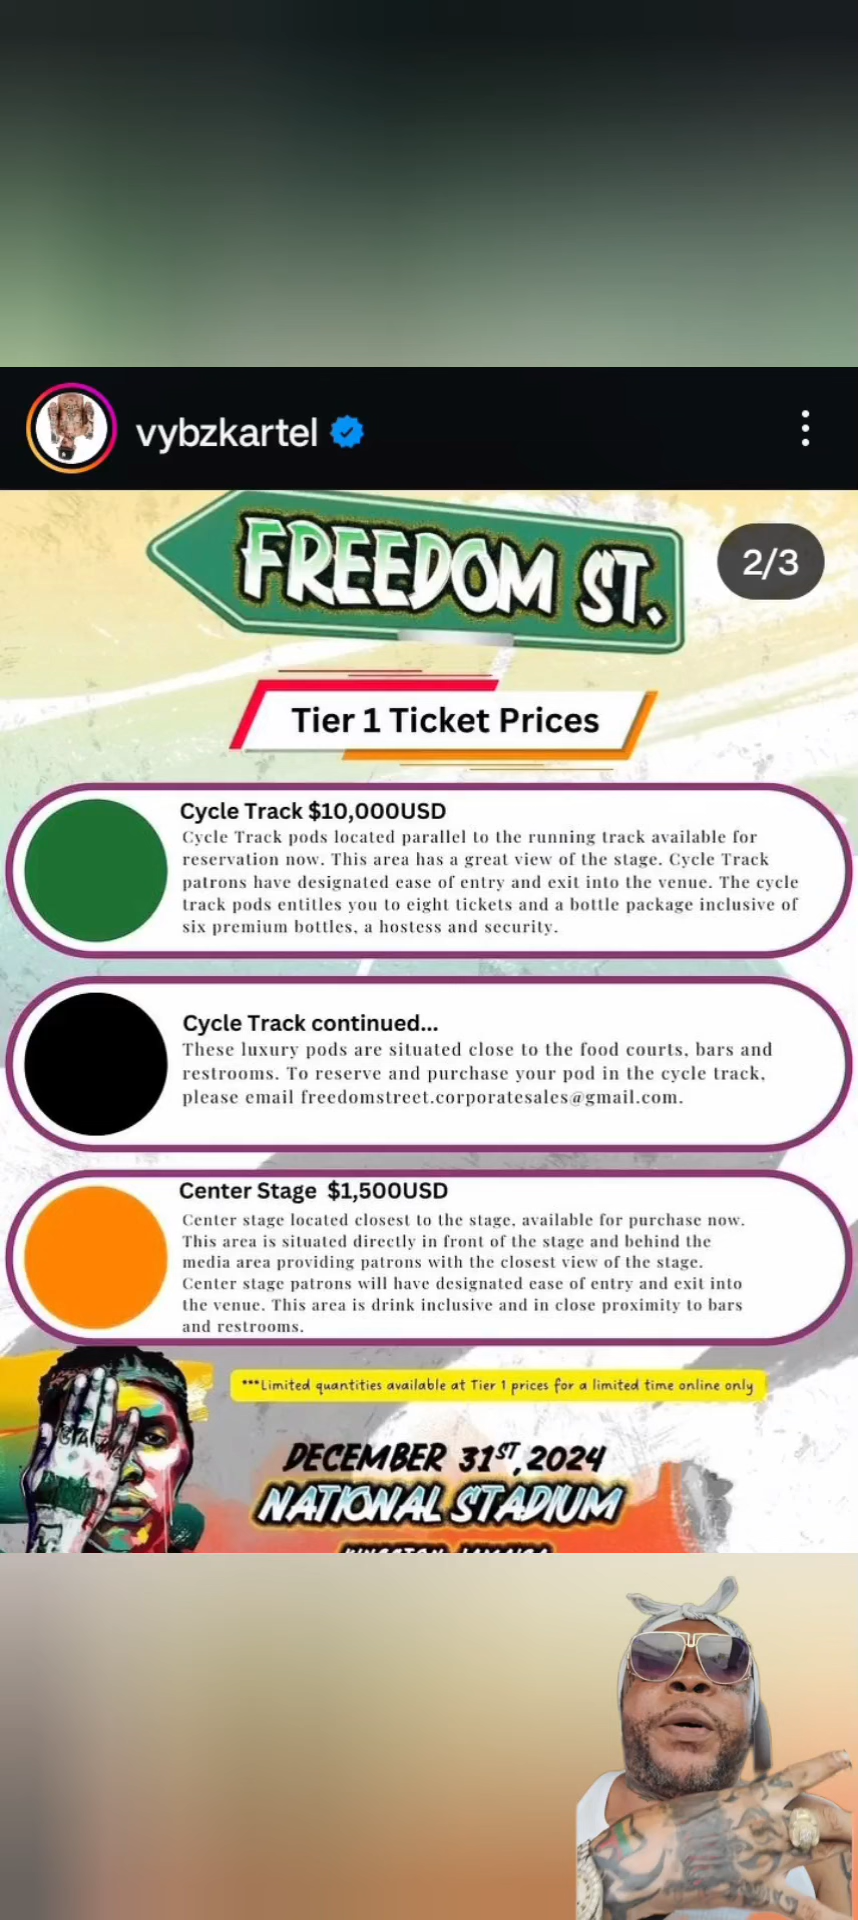 vybzkartel
FREEDOM ST.
2/3
Tier 1 Ticket Prices
Cycle Track $10,000USD
Cycle Track pods located parallel to the running track available for
reservation now. This area has a great view of the stage. Cycle Track
patrons have designated ease of entry and exit into the venue. The cycle
track pods entitles you to eight tickets and a bottle package inclusive of
six premium bottles, a hostess and security.
Cycle Track continued...
These luxury pods are situated close to the food courts, bars and
restrooms. To reserve and purchase your pod in the cycle track,
please email freedomstreet.corporatesales@gmail.com.
Center Stage $1,500USD
Center stage located closest to the stage, available for purchase now.
This area is situated directly in front of the stage and behind the
media area providing patrons with the closest view of the stage.
Center stage patrons will have designated ease of entry and exit into
the venue. This area is drink inclusive and in close proximity to bars
and restrooms.
***Limited quantities available at Tier 1 prices for a limited time online only
DECEMBER 31ST, 2024
NATIONAL STADIUM